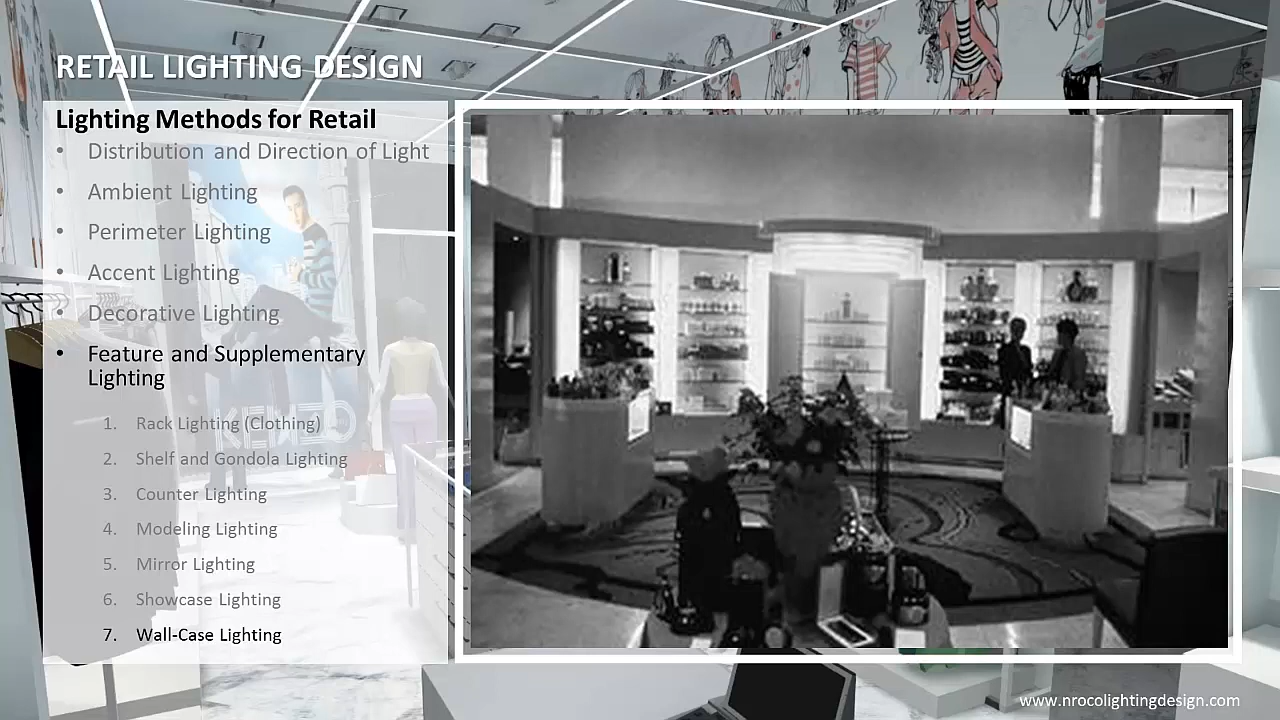 RETAIL LIGHTING DESIGN
Lighting Methods for Retail
• Distribution and Direction of Light
• Ambient Lighting
• Perimeter Lighting
• Accent Lighting
• Decorative Lighting
• Feature and Supplementary
Lighting
1. Rack Lighting (Clothing)
2. Shelf and Gondola Lighting
3. Counter Lighting
4. Modeling Lighting
5. Mirror Lighting
6. Showcase Lighting
7. Wall-Case Lighting
KENZO
www.nrocolightingdesign.com